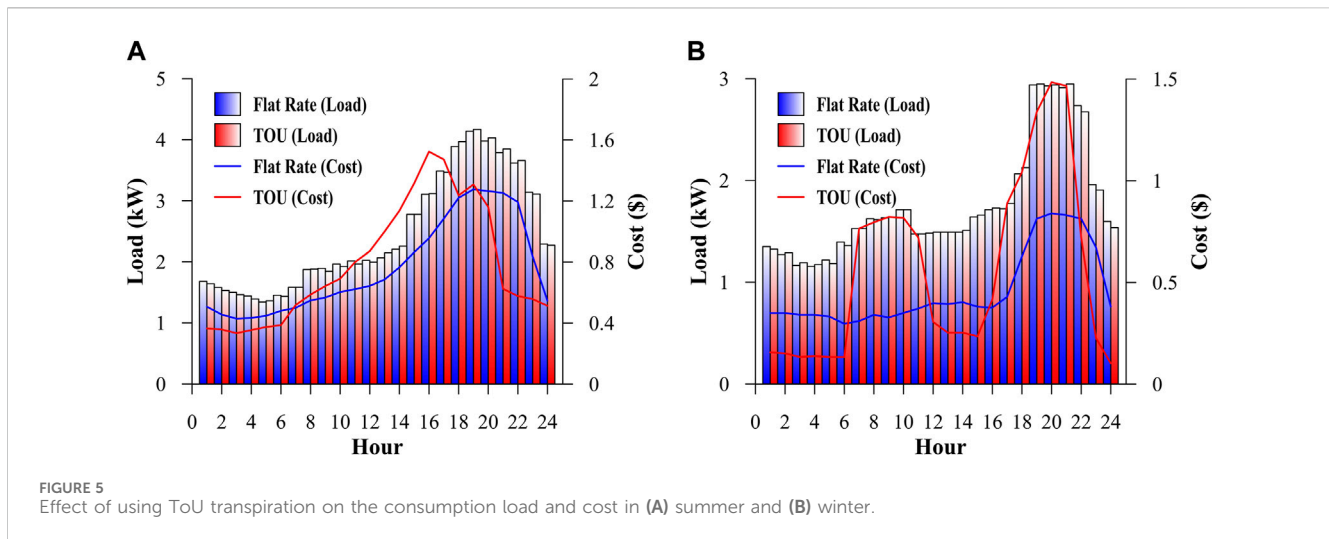 A
B
5
4
3
2
1
0
Load (kW)
Flat Rate (Load)
TOU (Load)
Flat Rate (Cost)
TOU (Cost)
2
1.6
1.2
0.8
0.4
0
Cost ($)
0 2 4 6 8 10 12 14 16 18 20 22 24
Hour
3
2
1
0
Load (kW)
Flat Rate (Load)
TOU (Load)
Flat Rate (Cost)
TOU (Cost)
1.5
1
0.5
0
Cost ($)
0 2 4 6 8 10 12 14 16 18 20 22 24
Hour
FIGURE 5
Effect of using ToU transpiration on the consumption load and cost in (A) summer and (B) winter.